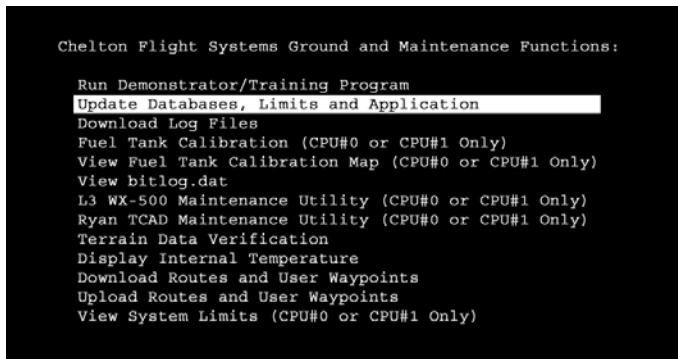 Chelton Flight Systems Ground and Maintenance Functions:
Run Demonstrator/Training Program
Update Databases, Limits and Application
Download Log Files
Fuel Tank Calibration (CPU#0 or CPU#1 Only)
View Fuel Tank Calibration Map (CPU#0 or CPU#1 Only)
View bitlog.dat
L3 WX-500 Maintenance Utility (CPU#0 or CPU#1 Only)
Ryan TCAD Maintenance Utility (CPU#0 or CPU#1 Only)
Terrain Data Verification
Display Internal Temperature
Download Routes and User Waypoints
Upload Routes and User Waypoints
View System Limits (CPU#0 or CPU#1 Only)